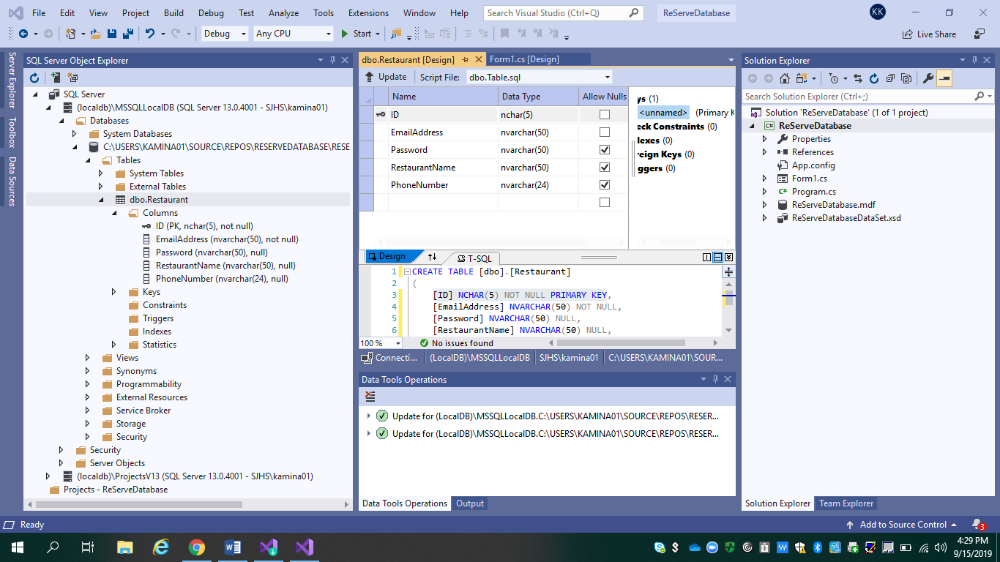 File Edit View Project Build Debug Test Analyze Tools Extensions Window Help Search Visual Studio (Ctrl+Q) ReServeDatabase KK
Debug Any CPU Start Live Share
Server Explorer
Toolbox
Data Sources
SQL Server Object Explorer
SQL Server
(localdb)\MSSQLLocalDB (SQL Server 13.0.4001 - SJHS\kamina01)
Databases
System Databases
C:\USERS\KAMINA01\SOURCE\REPOS\RESERVEDATABASE\RESE
Tables
System Tables
External Tables
dbo.Restaurant
Columns
ID (PK, nchar(5), not null)
EmailAddress (nvarchar(50), not null)
Password (nvarchar(50), null)
RestaurantName (nvarchar(50), null)
PhoneNumber (nvarchar(24), null)
Keys
Constraints
Triggers
Indexes
Statistics
Views
Synonyms
Programmability
External Resources
Service Broker
Storage
Security
Security
Server Objects
(localdb)\ProjectsV13 (SQL Server 13.0.4001 - SJHS\kamina01)
Projects - ReServeDatabase
dbo.Restaurant [Design] Form1.cs [Design]
Update Script File: dbo.Table.sql
Name Data Type Allow Nulls
ID nchar(5)
EmailAddress nvarchar(50)
Password nvarchar(50)
RestaurantName nvarchar(50)
PhoneNumber nvarchar(24)
ys (1)
<unnamed> (Primary K
eck Constraints (0)
lexes (0)
reign Keys (0)
ggers (0)
Design T-SQL
1 CREATE TABLE [dbo].[Restaurant]
2 (
3 [ID] NCHAR(5) NOT NULL PRIMARY KEY,
4 [EmailAddress] NVARCHAR(50) NOT NULL,
5 [Password] NVARCHAR(50) NULL,
6 [RestaurantName] NVARCHAR(50) NULL,
100 % No issues found
Connecti... (LocalDB)\MSSQLLocalDB SJHS\kamina01 C:\USERS\KAMINA01\SOUR...
Data Tools Operations
Update for (LocalDB)\MSSQLLocalDB.C:\USERS\KAMINA01\SOURCE\REPOS\RESER...
Update for (LocalDB)\MSSQLLocalDB.C:\USERS\KAMINA01\SOURCE\REPOS\RESER...
Data Tools Operations Output
Solution Explorer
Search Solution Explorer (Ctrl+;)
Solution 'ReServeDatabase' (1 of 1 project)
ReServeDatabase
Properties
References
App.config
Form1.cs
Program.cs
ReServeDatabase.mdf
ReServeDatabaseDataSet.xsd
Solution Explorer Team Explorer
Ready Add to Source Control 3
4:29 PM
9/15/2019